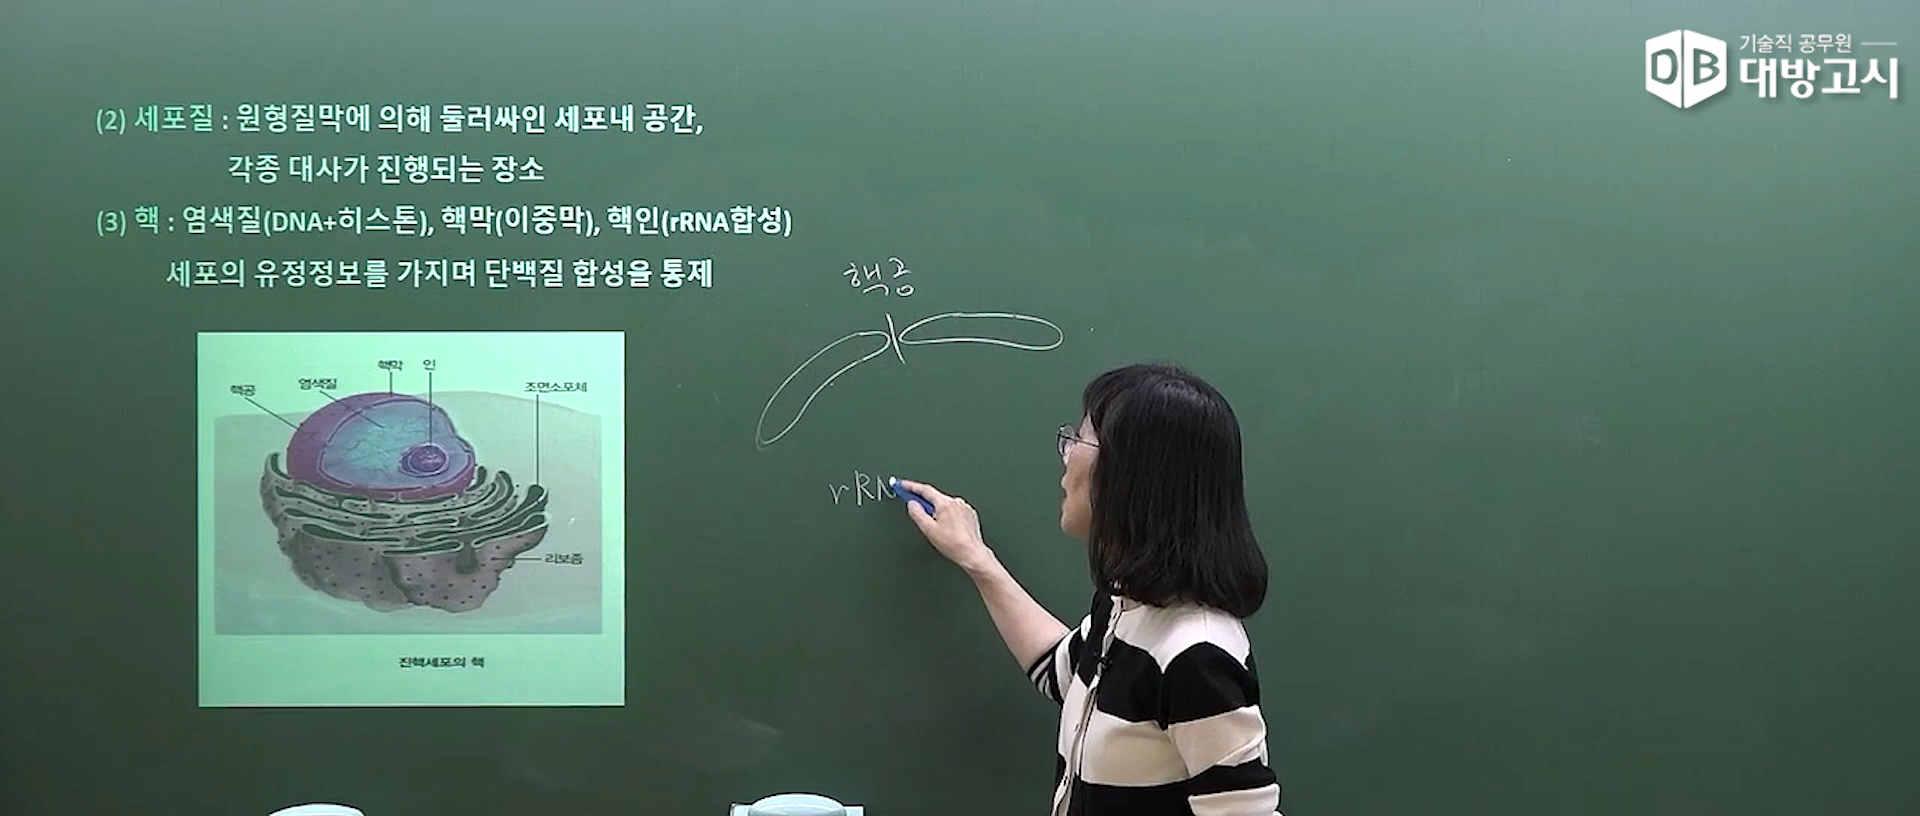 기술직 공무원
DB 대방고시
(2) 세포질 : 원형질막에 의해 둘러싸인 세포내 공간,
각종 대사가 진행되는 장소
(3) 핵 : 염색질(DNA+히스톤), 핵막(이중막), 핵인(rRNA합성)
세포의 유정정보를 가지며 단백질 합성을 통제
핵공
rRN
핵공
염색질
핵막
인
조면소포체
리보좀
진핵세포의 핵